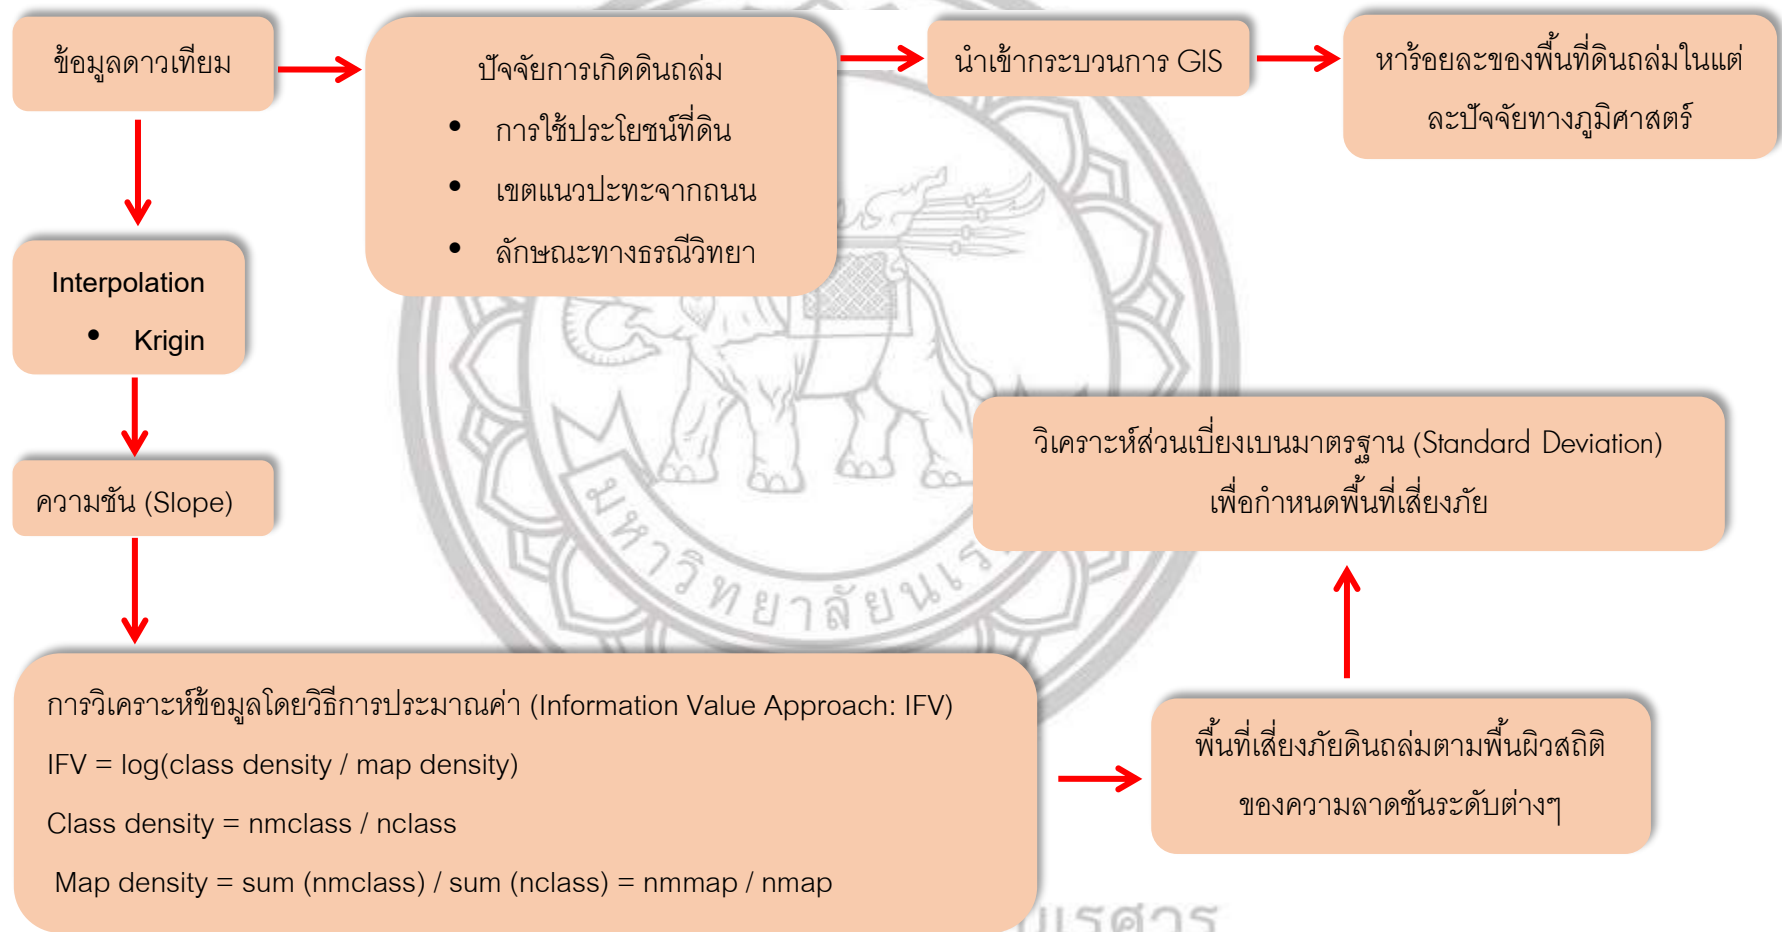 ข้อมูลดาวเทียม
ปัจจัยการเกิดดินถล่ม
• การใช้ประโยชน์ที่ดิน
• เขตแนวปะทะจากถนน
• ลักษณะทางธรณีวิทยา
นำเข้ากระบวนการ GIS
หาร้อยละของพื้นที่ดินถล่มในแต่
ละปัจจัยทางภูมิศาสตร์
Interpolation
• Krigin
ความชัน (Slope)
การวิเคราะห์ข้อมูลโดยวิธีการประมาณค่า (Information Value Approach: IFV)
IFV = log(class density / map density)
Class density = nmclass / nclass
Map density = sum (nmclass) / sum (nclass) = nmmap / nmap
พื้นที่เสี่ยงภัยดินถล่มตามพื้นผิวสถิติ
ของความลาดชันระดับต่างๆ
วิเคราะห์ส่วนเบี่ยงเบนมาตรฐาน (Standard Deviation)
เพื่อกำหนดพื้นที่เสี่ยงภัย
มหาวิทยาลัยนเร
นเรศวร